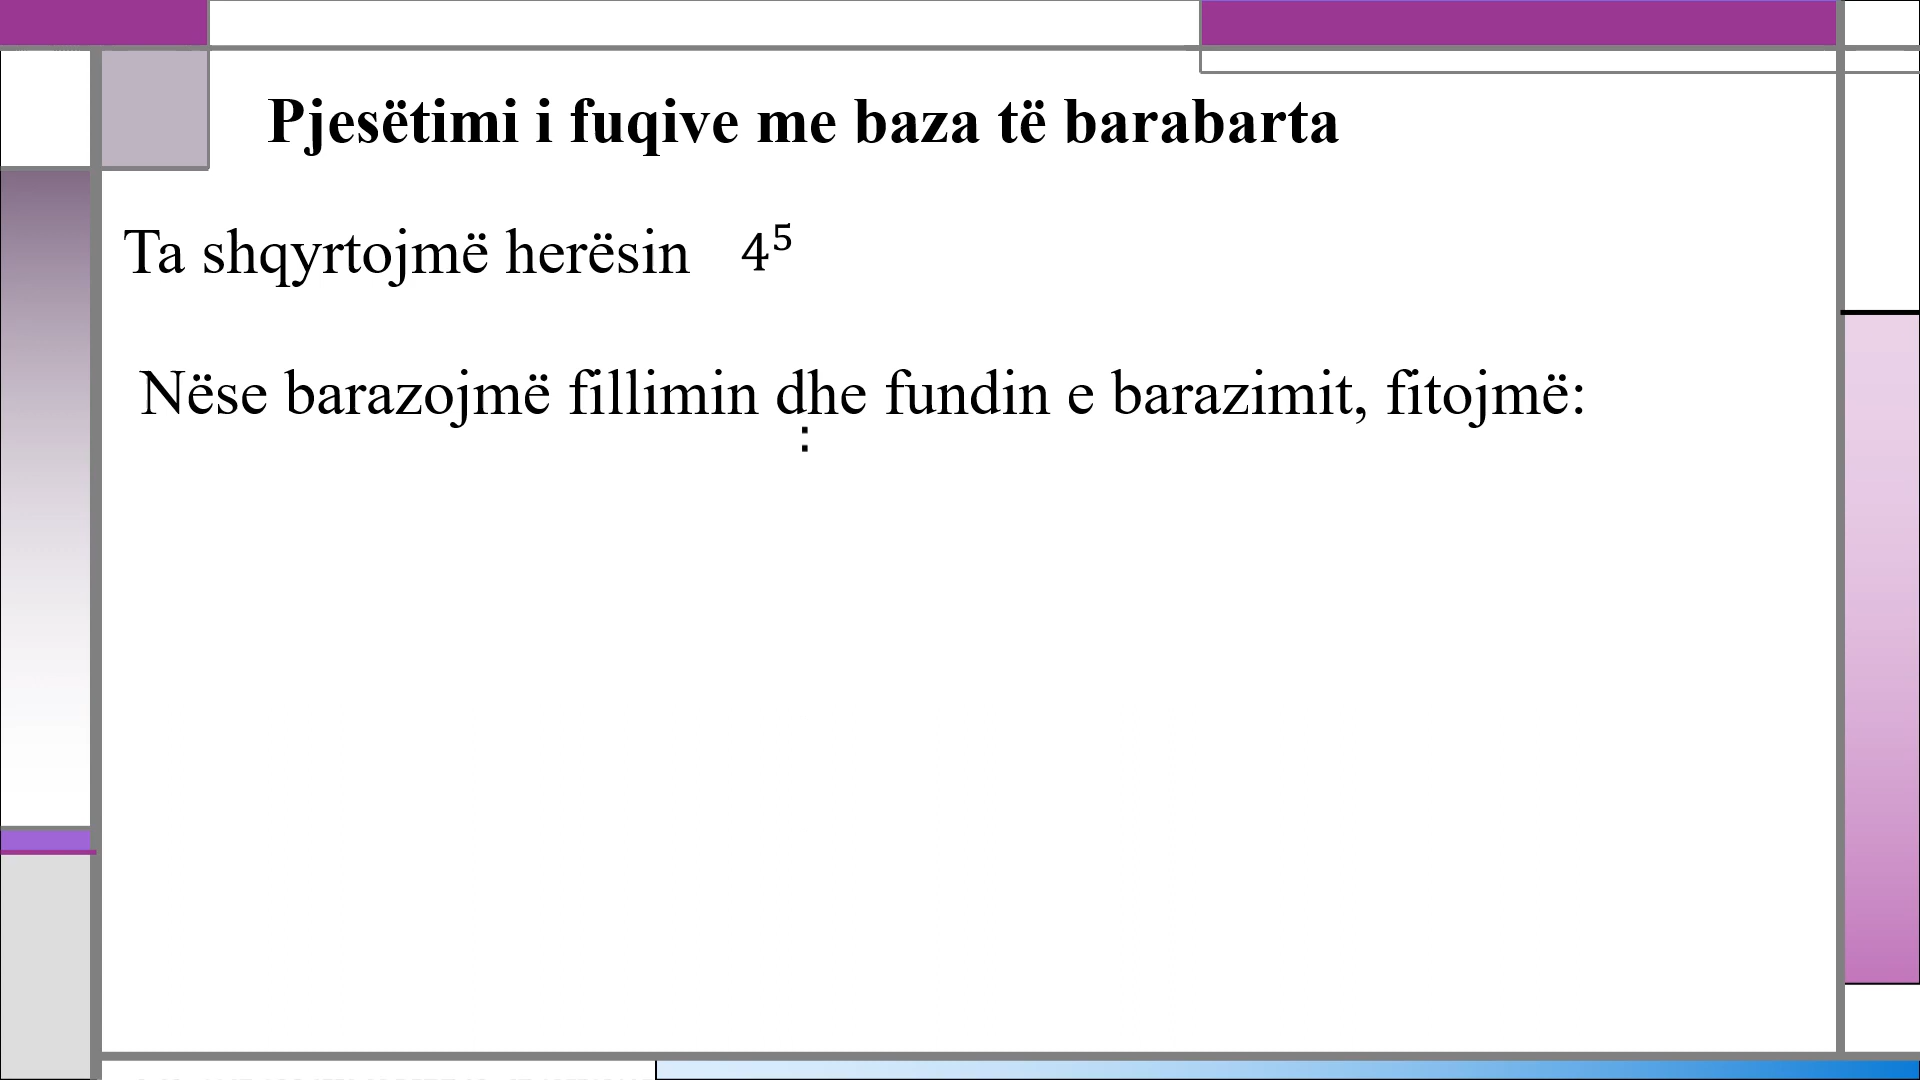 Pjesëtimi i fuqive me baza të barabarta
Ta shqyrtojmë herësin 4⁵
Nëse barazojmë fillimin dhe fundin e barazimit, fitojmë:
: